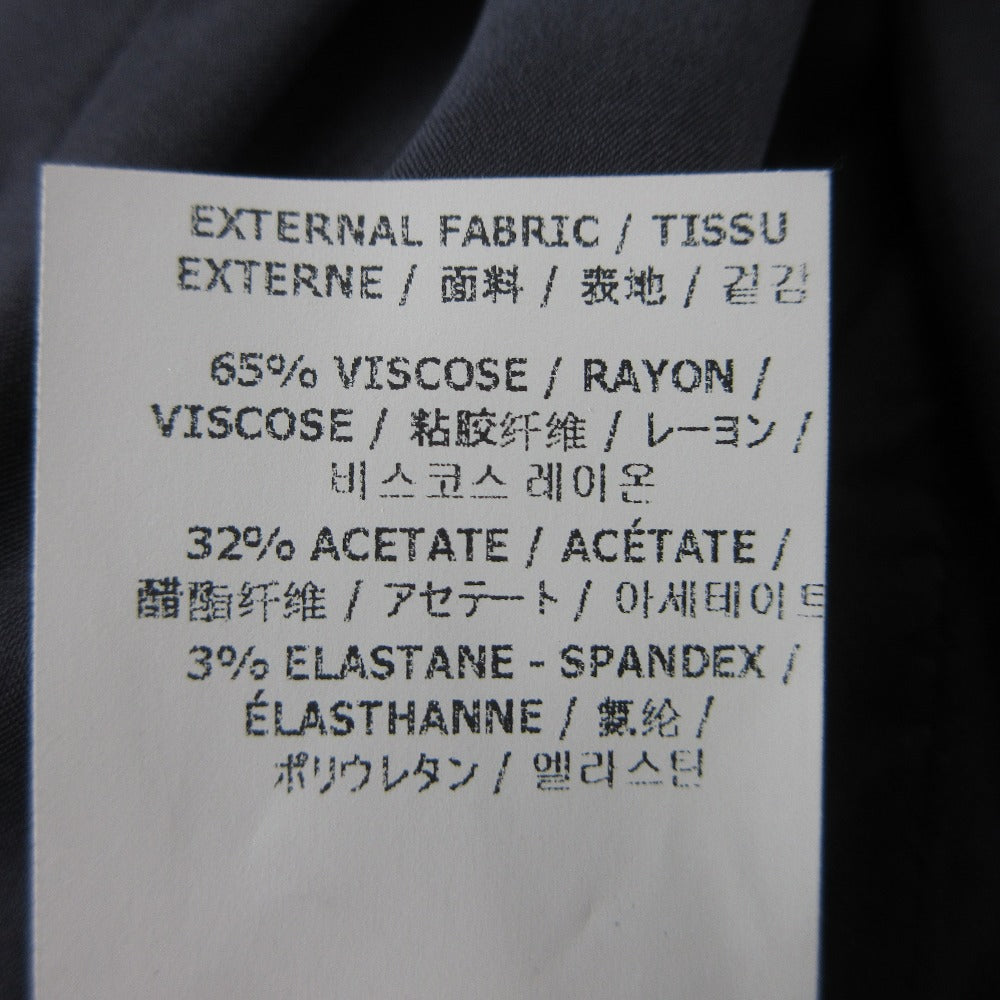 EXTERNAL FABRIC / TISSU
EXTERNE / 面料 / 表地 / 겉감
65% VISCOSE / RAYON /
VISCOSE / 粘胶纤维 / レーヨン /
비스코스 레이온
32% ACETATE / ACÉTATE /
醋酯纤维 / アセテート / 아세테이트
3% ELASTANE - SPANDEX /
ÉLASTHANNE / 氨纶 /
ポリウレタン / 엘라스틴